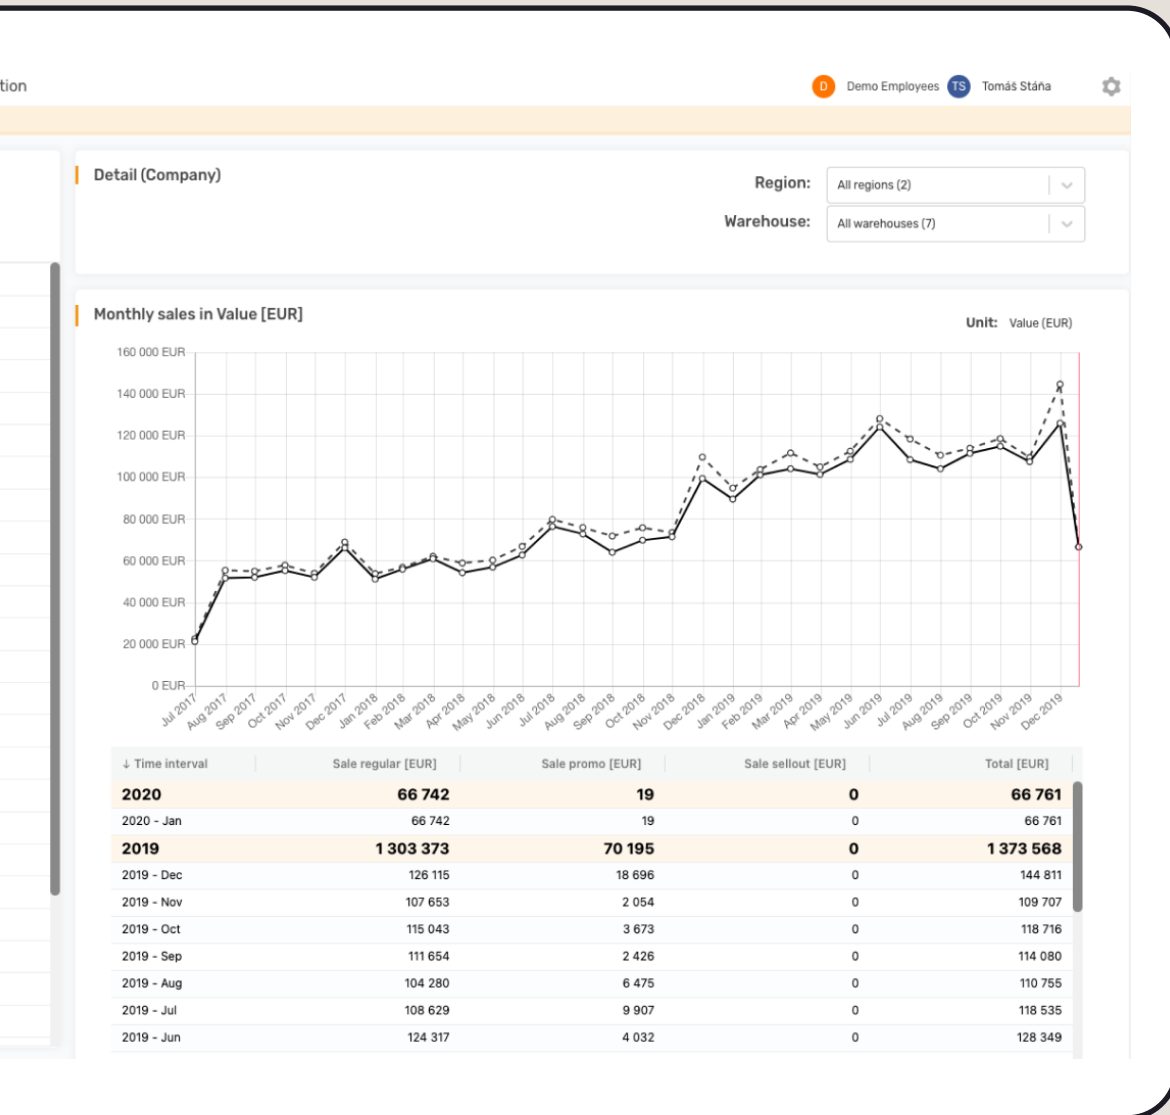 tion
D Demo Employees TS Tomáš Stáňa
Detail (Company)
Region: All regions (2)
Warehouse: All warehouses (7)
Monthly sales in Value [EUR]
Unit: Value (EUR)
160 000 EUR
140 000 EUR
120 000 EUR
100 000 EUR
80 000 EUR
60 000 EUR
40 000 EUR
20 000 EUR
0 EUR
Jul 2017 Aug 2017 Sep 2017 Oct 2017 Nov 2017 Dec 2017 Jan 2018 Feb 2018 Mar 2018 Apr 2018 May 2018 Jun 2018 Jul 2018 Aug 2018 Sep 2018 Oct 2018 Nov 2018 Dec 2018 Jan 2019 Feb 2019 Mar 2019 Apr 2019 May 2019 Jun 2019 Jul 2019 Aug 2019 Sep 2019 Oct 2019 Nov 2019 Dec 2019
↓ Time interval Sale regular [EUR] Sale promo [EUR] Sale sellout [EUR] Total [EUR]
2020 66 742 19 0 66 761
2020 - Jan 66 742 19 0 66 761
2019 1 303 373 70 195 0 1 373 568
2019 - Dec 126 115 18 696 0 144 811
2019 - Nov 107 653 2 054 0 109 707
2019 - Oct 115 043 3 673 0 118 716
2019 - Sep 111 654 2 426 0 114 080
2019 - Aug 104 280 6 475 0 110 755
2019 - Jul 108 629 9 907 0 118 535
2019 - Jun 124 317 4 032 0 128 349